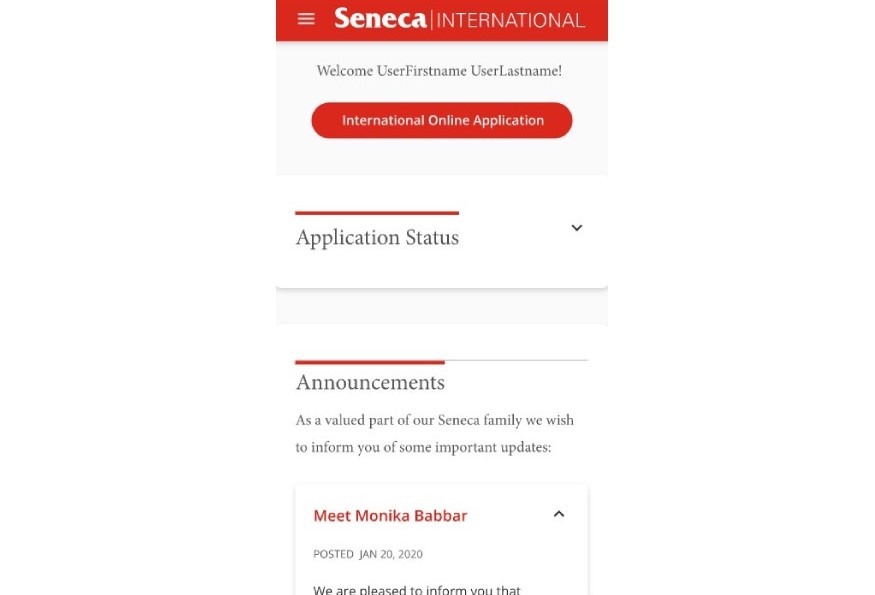 Seneca|INTERNATIONAL
Welcome UserFirstname UserLastname!
International Online Application
Application Status
Announcements
As a valued part of our Seneca family we wish
to inform you of some important updates:
Meet Monika Babbar
POSTED JAN 20, 2020
We are pleased to inform you that